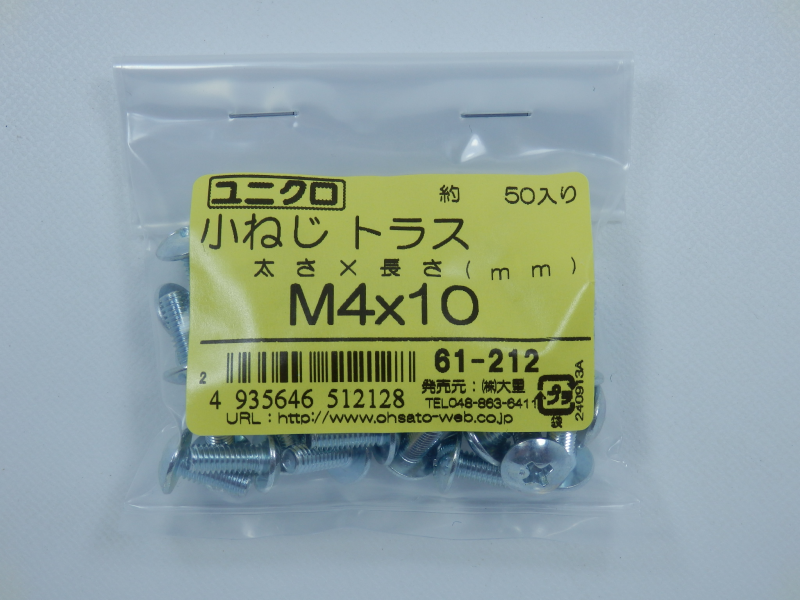 ユニクロ 約 50入り
小ねじ トラス
太さ×長さ(mm)
M4x10
2 61-212
4 935646 512128 発売元:㈱大里
TEL048-863-6411
URL:http://www.ohsato-web.co.jp
プラ
袋
240913A